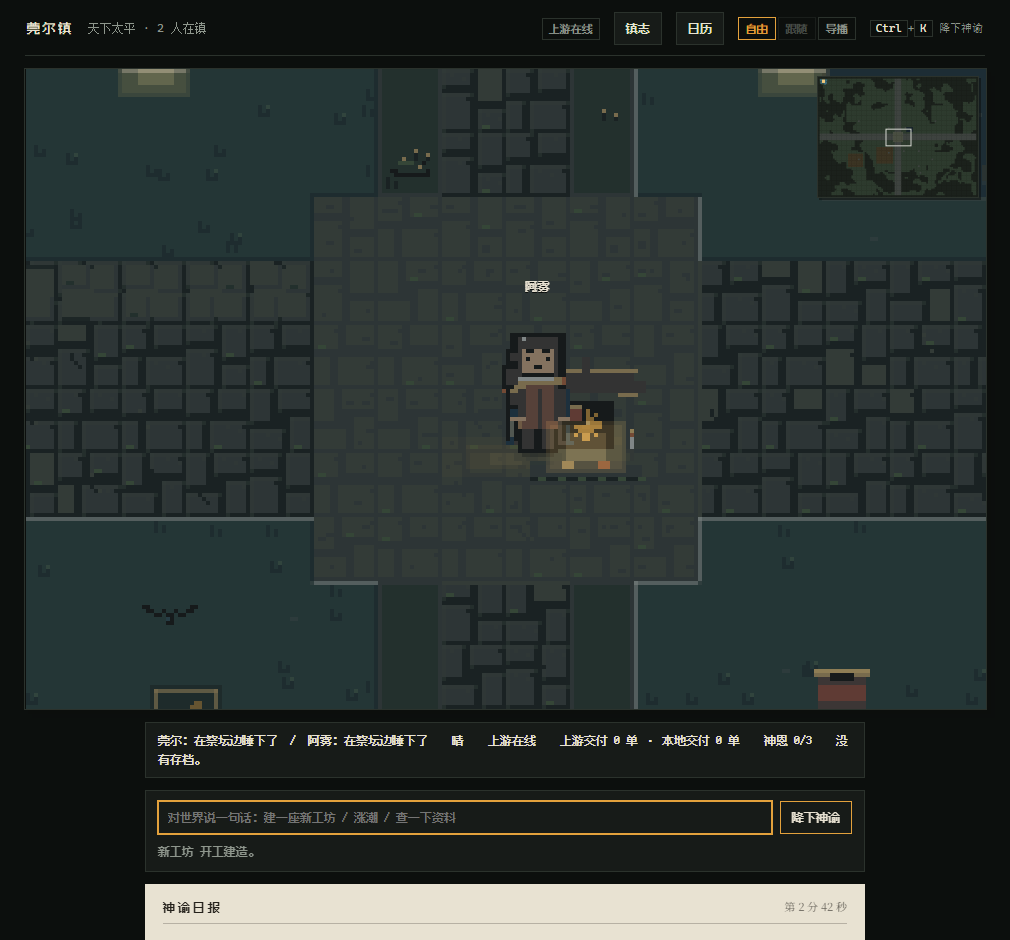 莞尔镇 天下太平 · 2 人在镇 上游在线 镇志 日历 自由 跟随 导播 Ctrl + K 降下神谕
阿雾
莞尔: 在祭坛边睡下了 / 阿雾: 在祭坛边睡下了 晴 上游在线 上游交付 0 单 · 本地交付 0 单 神恩 0/3 没
有存档。
对世界说一句话: 建一座新工坊 / 涨潮 / 查一下资料 降下神谕
新工坊 开工建造。
神谕日报 第 2 分 42 秒